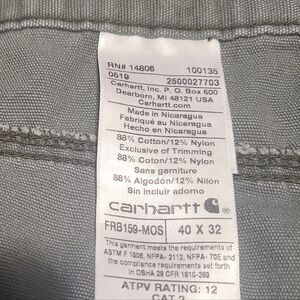 RN# 14806 100135
0519 2500027703
Carhartt, Inc. P.O. Box 600
Dearborn, MI 48121 USA
Carhartt.com
Made in Nicaragua
Fabriqué au Nicaragua
Hecho en Nicaragua
88% Cotton/12% Nylon
Exclusive of Trimming
88% Coton/12% Nylon
Sans garniture
88% Algodón/12% Nilón
Sin incluir adorno
carhartt
FRB159-MOS 40 X 32
This garment meets the requirements of
ASTM F 1506, NFPA- 2112, NFPA- 70E and
the compliance requirements set forth
in OSHA 29 CFR 1910-269
ATPV RATING: 12
CAT 2